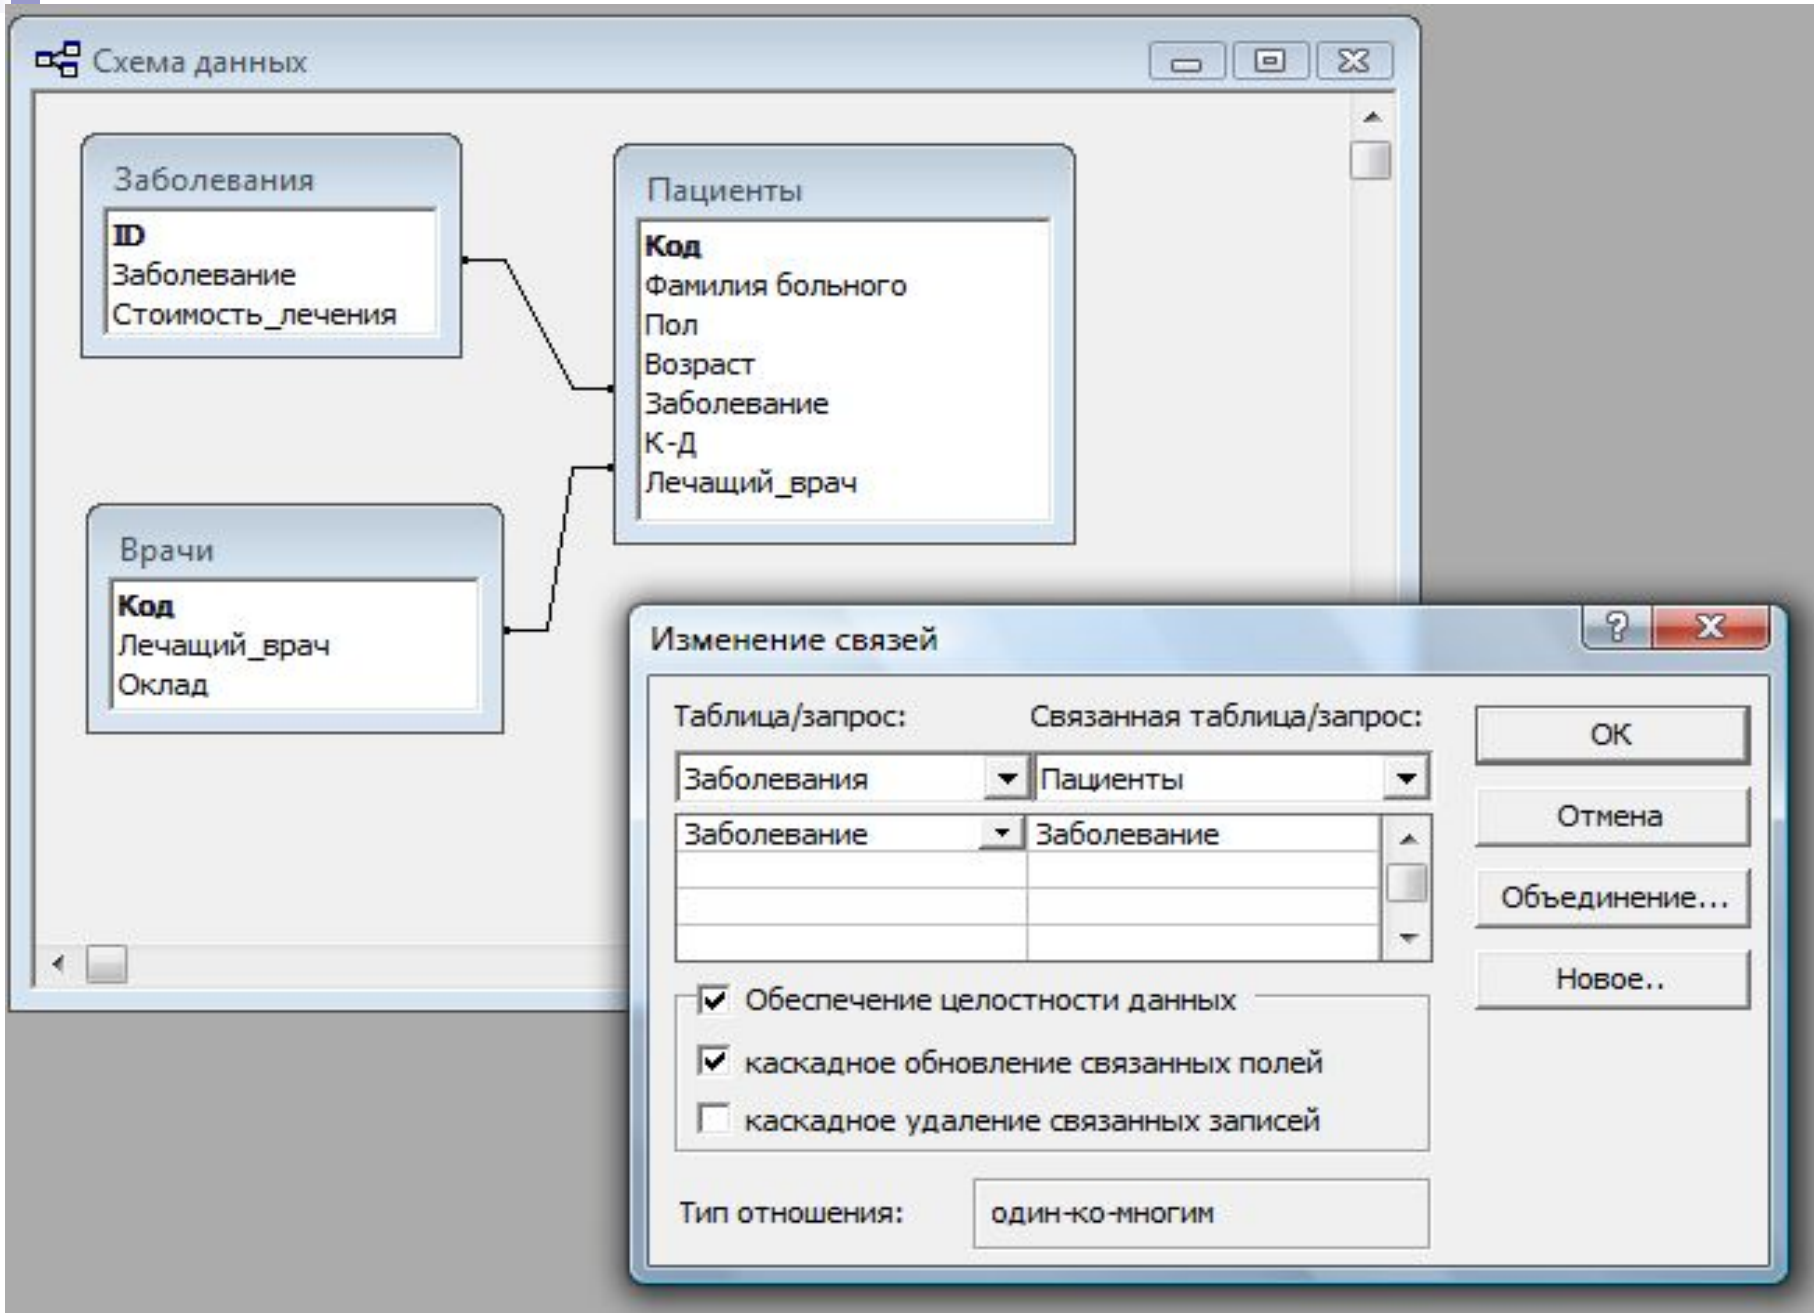 Схема данных
Заболевания
ID
Заболевание
Стоимость_лечения
Пациенты
Код
Фамилия больного
Пол
Возраст
Заболевание
К-Д
Лечащий_врач
Врачи
Код
Лечащий_врач
Оклад
Изменение связей
?
Таблица/запрос: Связанная таблица/запрос:
Заболевания Пациенты
Заболевание Заболевание
Обеспечение целостности данных
каскадное обновление связанных полей
каскадное удаление связанных записей
Тип отношения: один-ко-многим
ОК
Отмена
Объединение...
Новое..